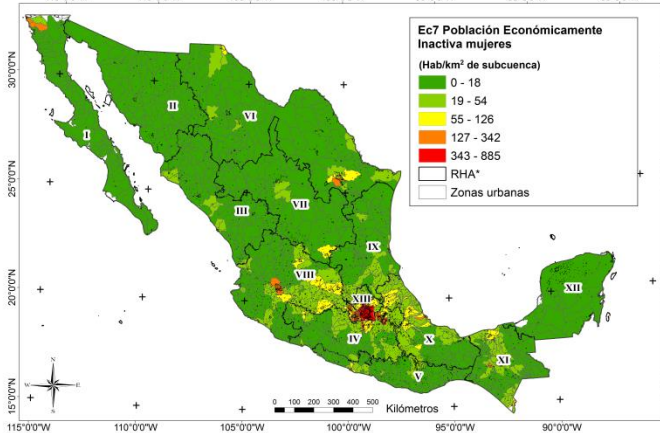 Ec7 Población Económicamente
Inactiva mujeres
(Hab/km² de subcuenca)
0 - 18
19 - 54
55 - 126
127 - 342
343 - 885
RHA*
Zonas urbanas
30°0'0"N
25°0'0"N
20°0'0"N
15°0'0"N
I
II
VI
III
VII
IX
VIII
XIII
XII
IV
X
XI
V
N
W
E
S
0 100 200 300 400 500
Kilómetros
115°0'0"W
110°0'0"W
105°0'0"W
100°0'0"W
95°0'0"W
90°0'0"W